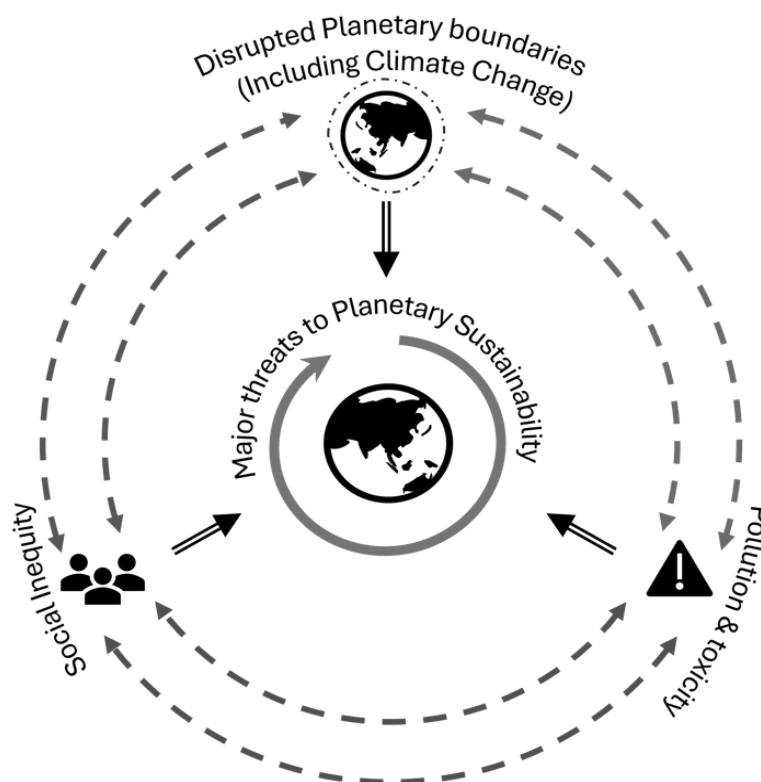 Disrupted Planetary boundaries
(Including Climate Change)
Major threats to Planetary Sustainability
Social Inequity
Pollution & toxicity